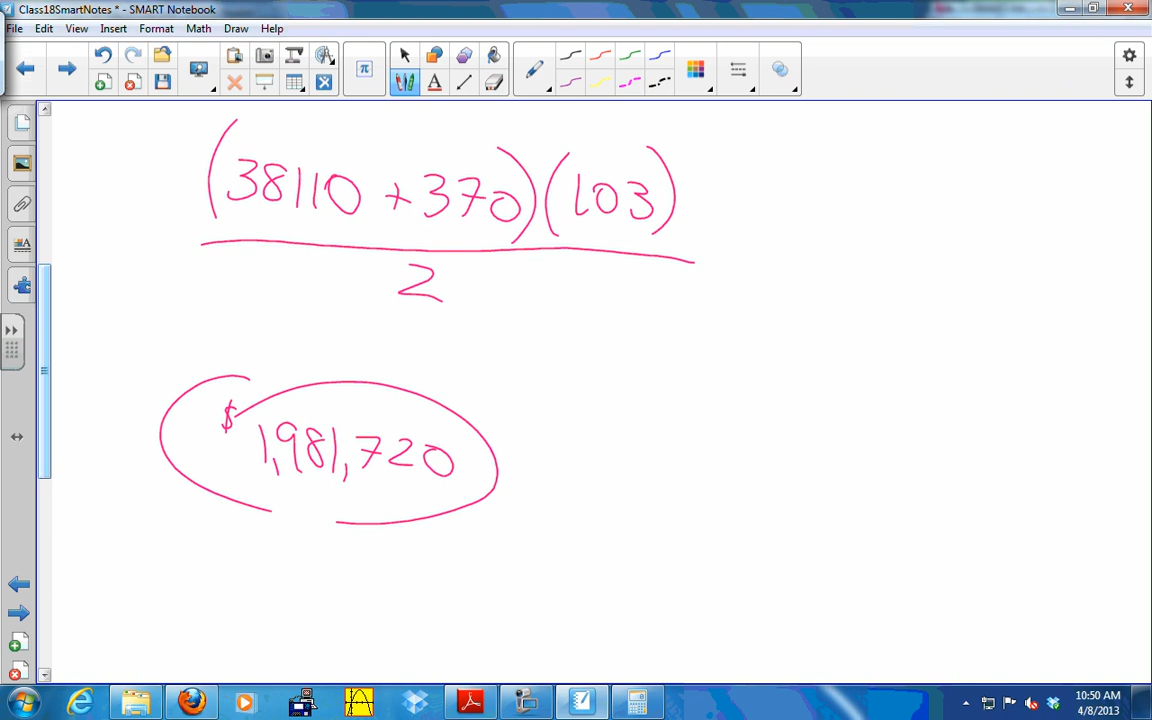 Class18SmartNotes * - SMART Notebook
File Edit View Insert Format Math Draw Help
π
A
(38110 + 370)(103)
2
$ 1,981,720
10:50 AM
4/8/2013